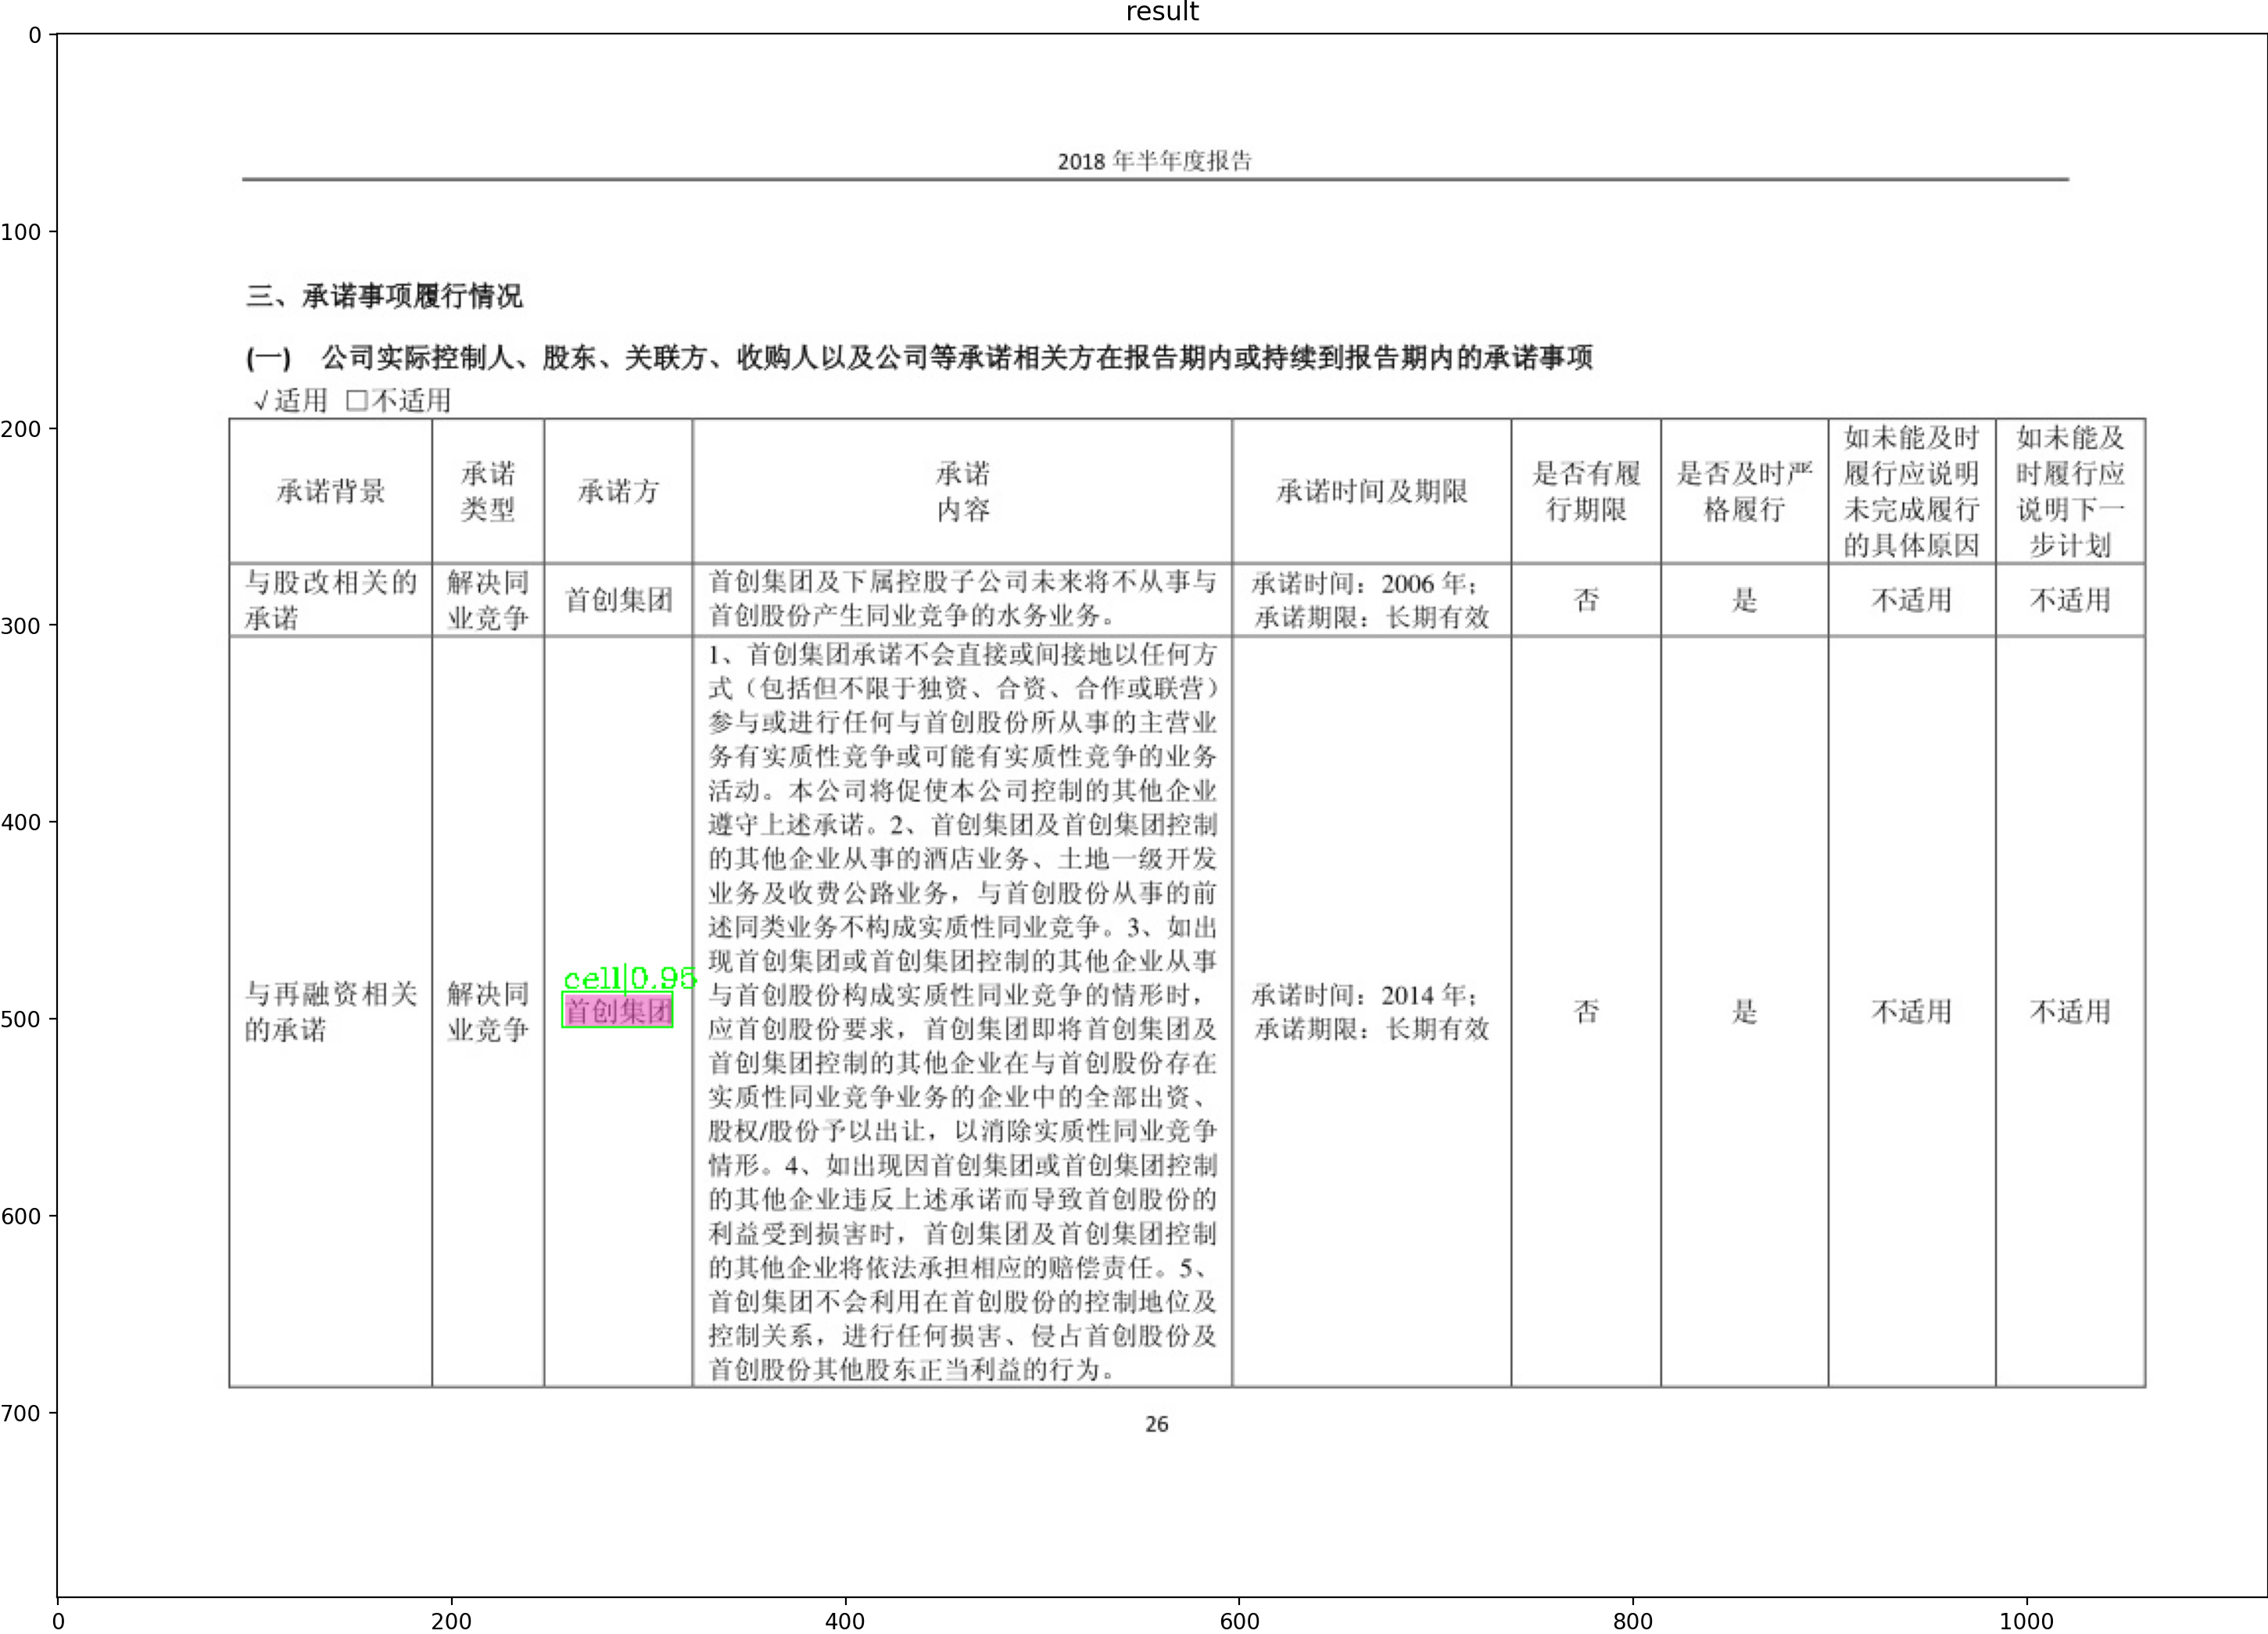 result
2018 年半年度报告
三、承诺事项履行情况
(一) 公司实际控制人、股东、关联方、收购人以及公司等承诺相关方在报告期内或持续到报告期内的承诺事项
√适用 □不适用
承诺背景
承诺
类型
承诺方
承诺
内容
承诺时间及期限
是否有履
行期限
是否及时严
格履行
如未能及时
履行应说明
未完成履行
的具体原因
如未能及
时履行应
说明下一
步计划
与股改相关的
承诺
解决同
业竞争
首创集团
首创集团及下属控股子公司未来将不从事与
首创股份产生同业竞争的水务业务。
承诺时间：2006 年；
承诺期限：长期有效
否
是
不适用
不适用
与再融资相关
的承诺
解决同
业竞争
cell|0.95
首创集团
1、首创集团承诺不会直接或间接地以任何方
式（包括但不限于独资、合资、合作或联营）
参与或进行任何与首创股份所从事的主营业
务有实质性竞争或可能有实质性竞争的业务
活动。本公司将促使本公司控制的其他企业
遵守上述承诺。2、首创集团及首创集团控制
的其他企业从事的酒店业务、土地一级开发
业务及收费公路业务，与首创股份从事的前
述同类业务不构成实质性同业竞争。3、如出
现首创集团或首创集团控制的其他企业从事
与首创股份构成实质性同业竞争的情形时，
应首创股份要求，首创集团即将首创集团及
首创集团控制的其他企业在与首创股份存在
实质性同业竞争业务的企业中的全部出资、
股权/股份予以出让，以消除实质性同业竞争
情形。4、如出现因首创集团或首创集团控制
的其他企业违反上述承诺而导致首创股份的
利益受到损害时，首创集团及首创集团控制
的其他企业将依法承担相应的赔偿责任。5、
首创集团不会利用在首创股份的控制地位及
控制关系，进行任何损害、侵占首创股份及
首创股份其他股东正当利益的行为。
承诺时间：2014 年；
承诺期限：长期有效
否
是
不适用
不适用
26
0
100
200
300
400
500
600
700
0
200
400
600
800
1000